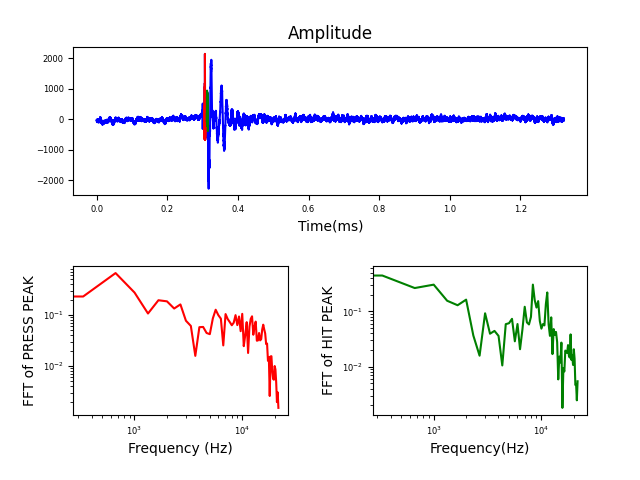 Amplitude
2000
1000
0
−1000
−2000
0.0 0.2 0.4 0.6 0.8 1.0 1.2
Time(ms)
FFT of PRESS PEAK
10⁻¹
10⁻²
10³ 10⁴
Frequency (Hz)
FFT of HIT PEAK
10⁻¹
10⁻²
10³ 10⁴
Frequency(Hz)